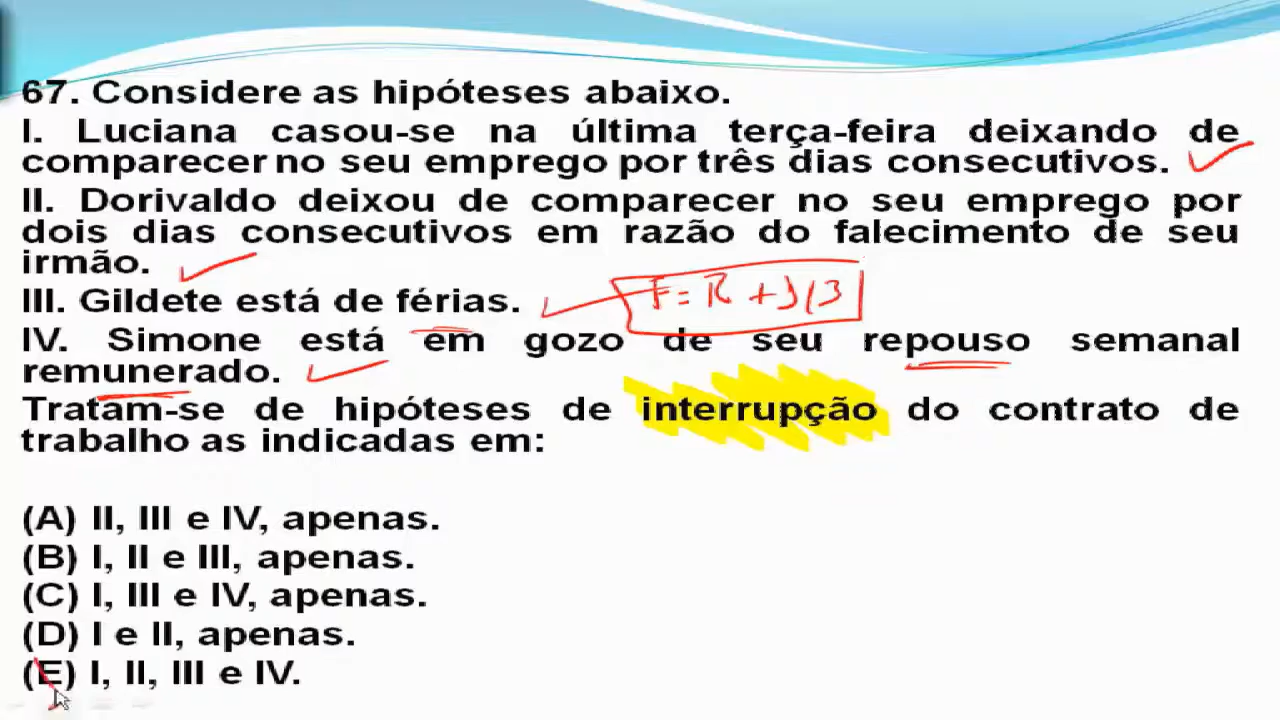 67. Considere as hipóteses abaixo.
I. Luciana casou-se na última terça-feira deixando de
comparecer no seu emprego por três dias consecutivos.
II. Dorivaldo deixou de comparecer no seu emprego por
dois dias consecutivos em razão do falecimento de seu
irmão.
III. Gildete está de férias.
F = R + 1/3
IV. Simone está em gozo de seu repouso semanal
remunerado.
Tratam-se de hipóteses de interrupção do contrato de
trabalho as indicadas em:
(A) II, III e IV, apenas.
(B) I, II e III, apenas.
(C) I, III e IV, apenas.
(D) I e II, apenas.
(E) I, II, III e IV.